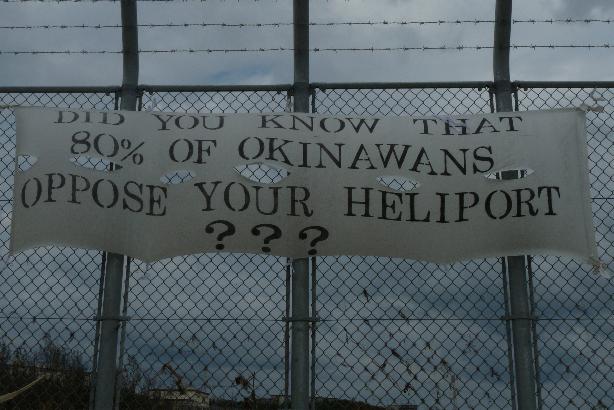 DID YOU KNOW THAT
80% OF OKINAWANS
OPPOSE YOUR HELIPORT
???